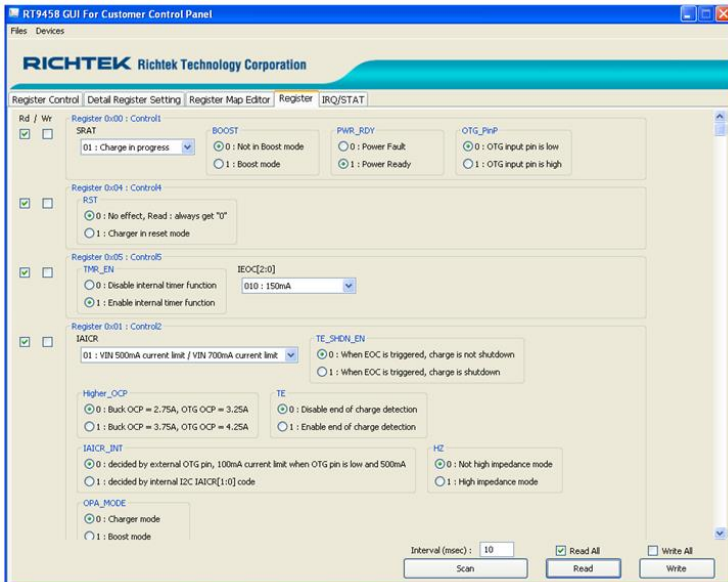 RT9458 GUI For Customer Control Panel
Files Devices
RICHTEK Richtek Technology Corporation
Register Control Detail Register Setting Register Map Editor Register IRQ/STAT
Rd / Wr
Register 0x00 : Control1
SRAT BOOST PWR_RDY OTG_PinP
01 : Charge in progress 0 : Not in Boost mode 0 : Power Fault 0 : OTG input pin is low
1 : Boost mode 1 : Power Ready 1 : OTG input pin is high
Register 0x04 : Control4
RST
0 : No effect, Read : always get "0"
1 : Charger in reset mode
Register 0x05 : Control5
TMR_EN IEOC[2:0]
0 : Disable internal timer function 010 : 150mA
1 : Enable internal timer function
Register 0x01 : Control2
IAICR TE_SHDN_EN
01 : VIN 500mA current limit / VIN 700mA current limit 0 : When EOC is triggered, charge is not shutdown
1 : When EOC is triggered, charge is shutdown
Higher_OCP TE
0 : Buck OCP = 2.75A, OTG OCP = 3.25A 0 : Disable end of charge detection
1 : Buck OCP = 3.75A, OTG OCP = 4.25A 1 : Enable end of charge detection
IAICR_INT HZ
0 : decided by external OTG pin, 100mA current limit when OTG pin is low and 500mA 0 : Not high impedance mode
1 : decided by internal I2C IAICR[1:0] code 1 : High impedance mode
OPA_MODE
0 : Charger mode
1 : Boost mode
Interval (msec) : 10 Read All Write All
Scan Read Write